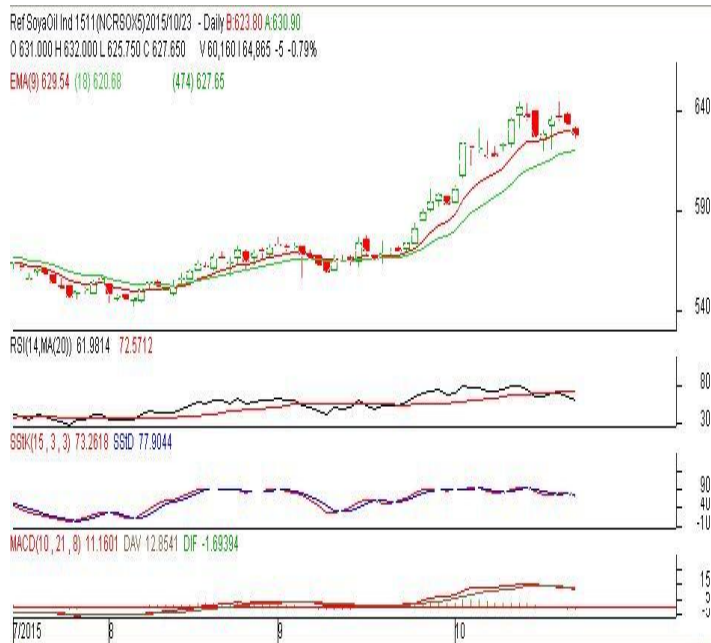 Ref SoyaOil Ind 1511(NCRSOX5)2015/10/23 - Daily B:623.80 A:630.90
O 631.000 H 632.000 L 625.750 C 627.650 V 60,160 I 64,865 -5 -0.79%
EMA(9) 629.54 (18) 620.68 (474) 627.65
640
590
540
RSI(14,MA(20)) 61.9814 72.5712
80
30
SStK(15 , 3 , 3) 73.2618 SStD 77.9044
90
40
-10
MACD(10 , 21 , 8) 11.1601 DAV 12.8541 DIF -1.69394
15
7/2015 8 9 10